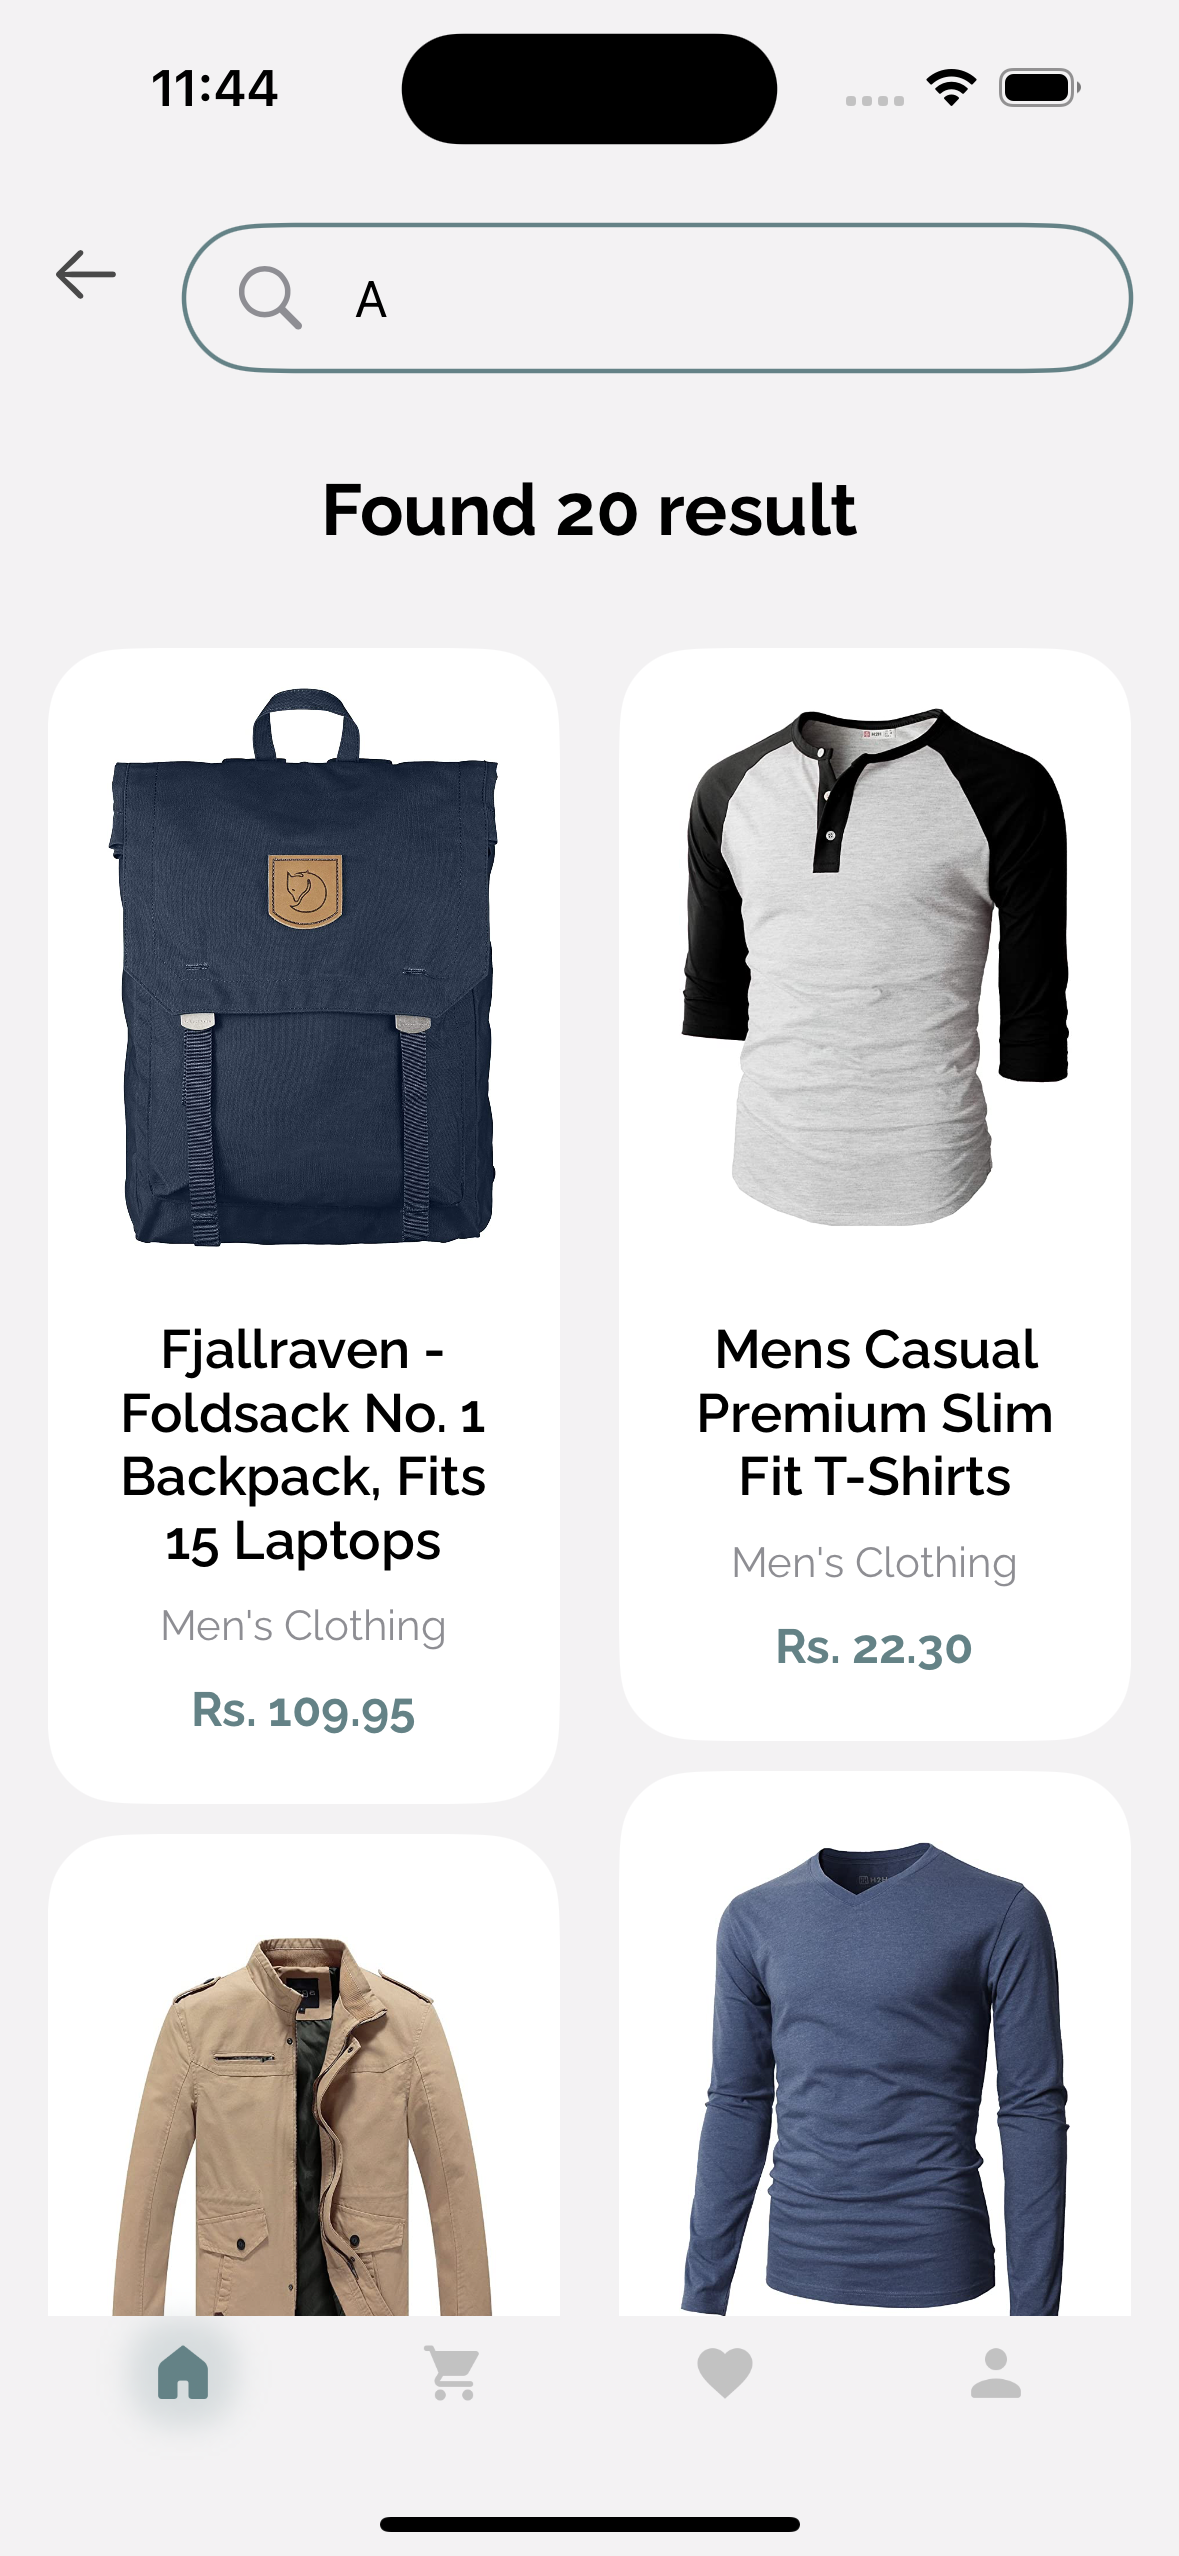 11:44
A
Found 20 result
Fjallraven -
Foldsack No. 1
Backpack, Fits
15 Laptops
Men's Clothing
Rs. 109.95
Mens Casual
Premium Slim
Fit T-Shirts
Men's Clothing
Rs. 22.30